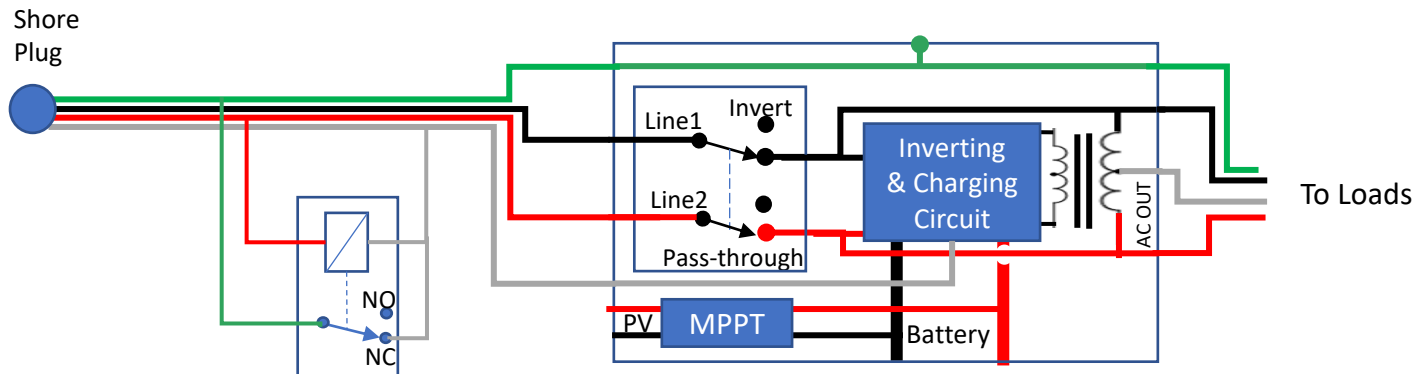 Shore
Plug
Line1
Invert
Line2
Pass-through
Inverting
& Charging
Circuit
AC OUT
To Loads
NO
NC
PV
MPPT
Battery